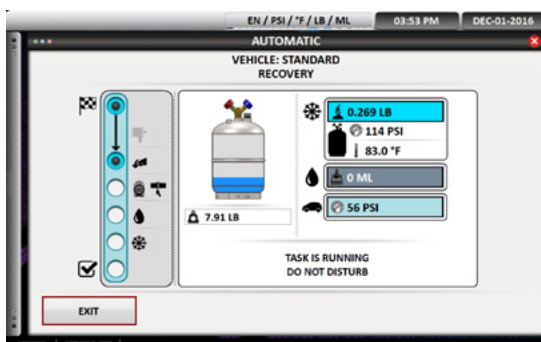 EN / PSI / °F / LB / ML
03:53 PM
DEC-01-2016
AUTOMATIC
VEHICLE: STANDARD
RECOVERY
0.269 LB
114 PSI
83.0 °F
0 ML
56 PSI
7.91 LB
TASK IS RUNNING
DO NOT DISTURB
EXIT